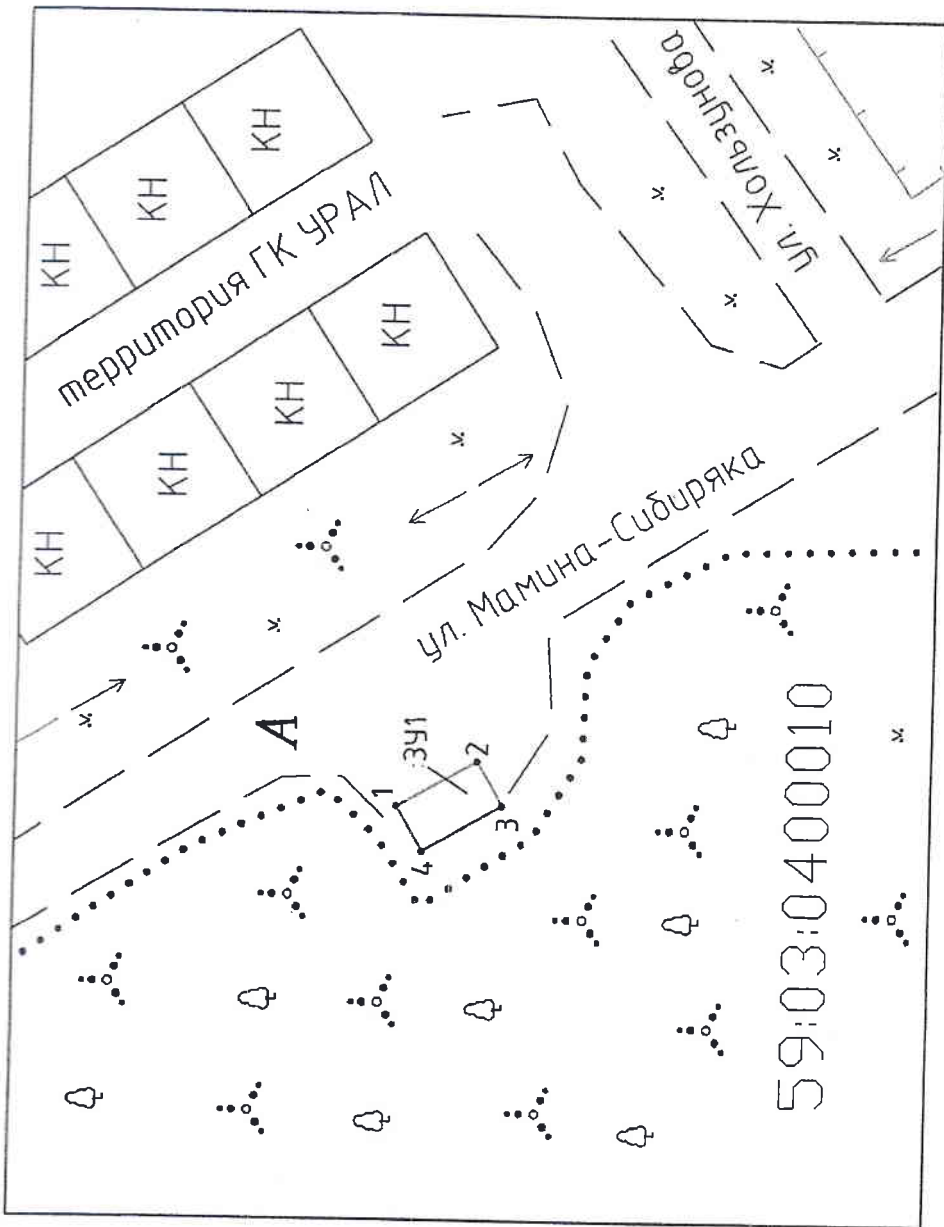 КН
КН
КН
КН
территория ГК УРАЛ
КН
КН
КН
КН
ул. Хользунова
ул. Мамина-Сибиряка
А
1
:ЗУ1
2
3
4
59:03:0400010